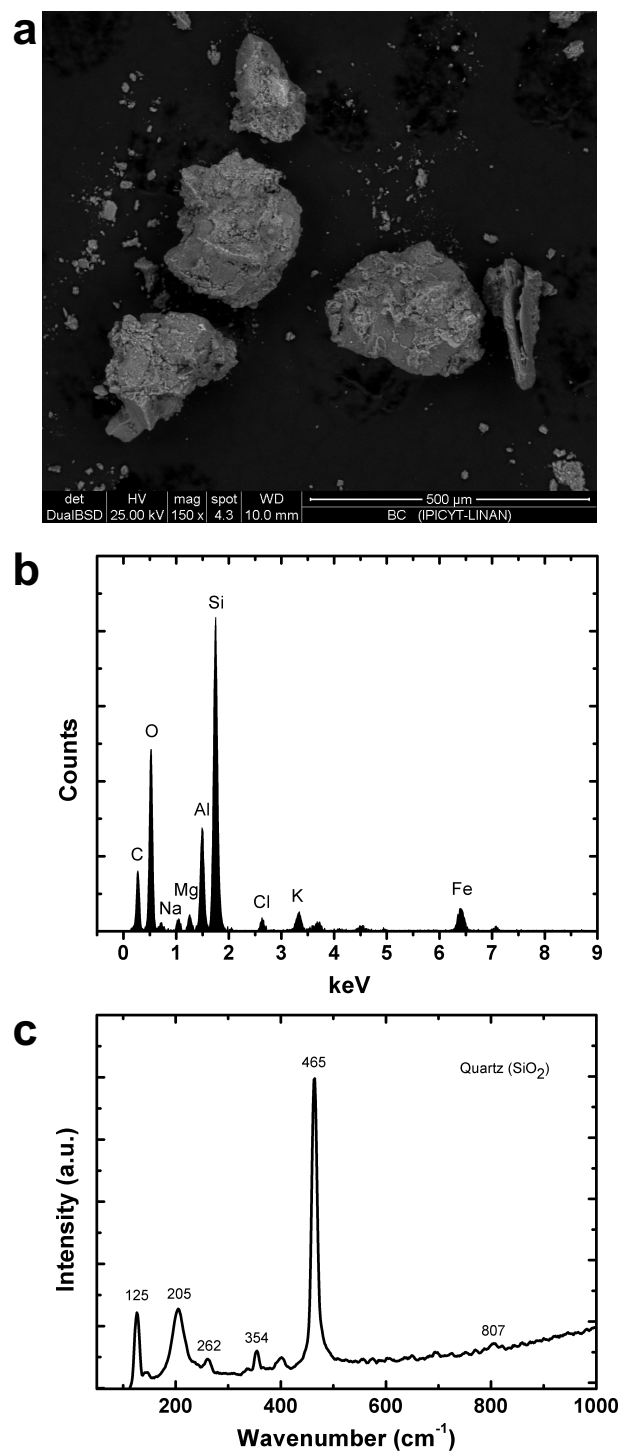 a
det HV mag spot WD 500 µm
DualBSD 25.00 kV 150 x 4.3 10.0 mm BC (IPICYT-LINAN)
b
Si
O
Al
C
Na
Mg
Cl
K
Fe
Counts
0 1 2 3 4 5 6 7 8 9
keV
c
465
Quartz (SiO2)
125
205
262
354
807
Intensity (a.u.)
200 400 600 800 1000
Wavenumber (cm-1)